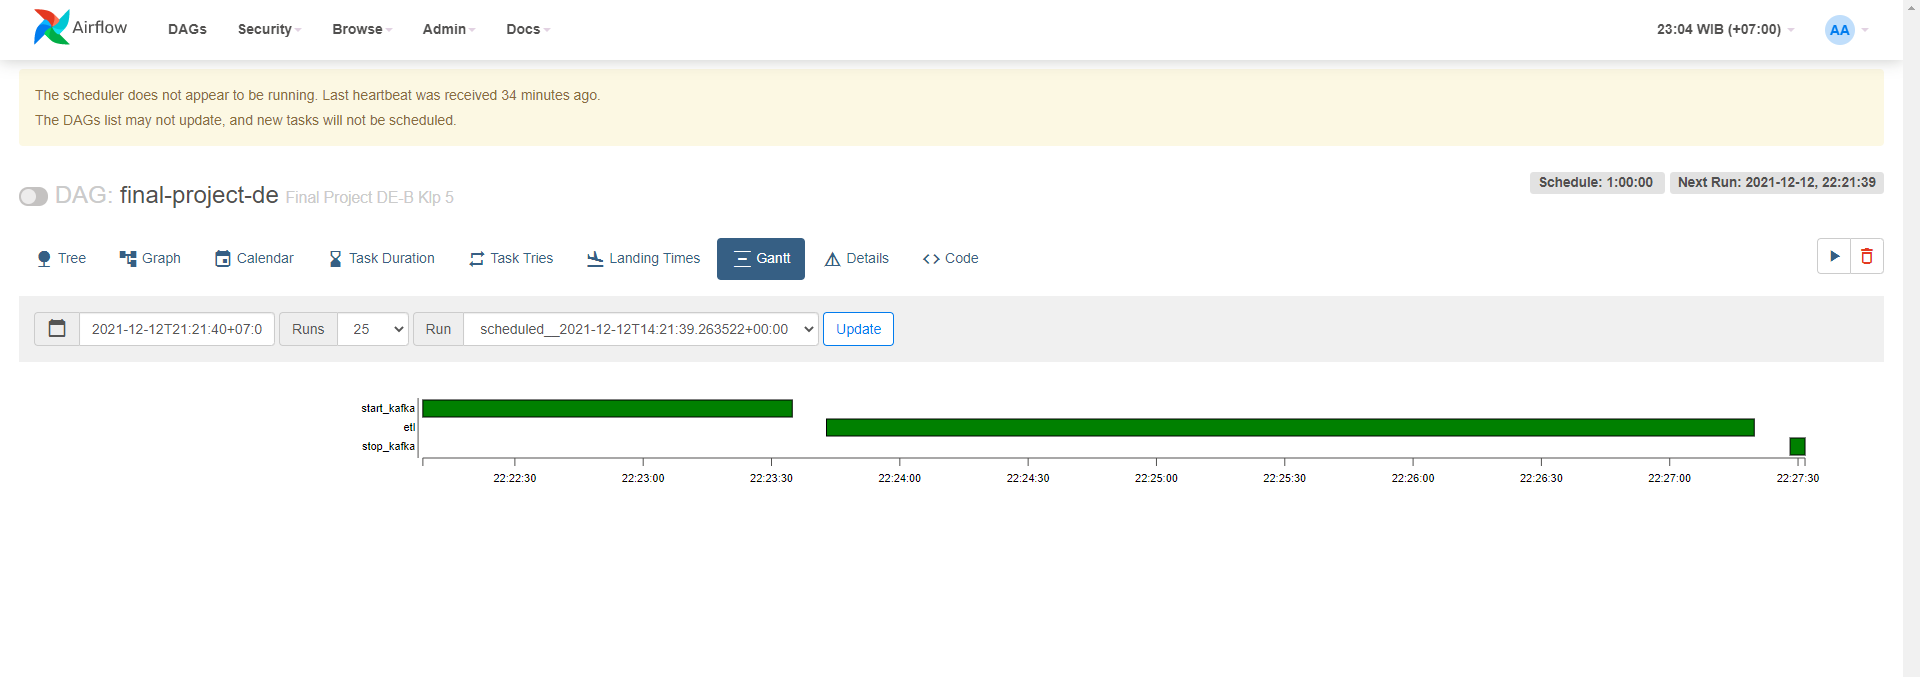 Airflow DAGs Security Browse Admin Docs 23:04 WIB (+07:00) AA
The scheduler does not appear to be running. Last heartbeat was received 34 minutes ago.
The DAGs list may not update, and new tasks will not be scheduled.
DAG: final-project-de Final Project DE-B Klp 5 Schedule: 1:00:00 Next Run: 2021-12-12, 22:21:39
Tree Graph Calendar Task Duration Task Tries Landing Times Gantt Details Code
2021-12-12T21:21:40+07:0 Runs 25 Run scheduled__2021-12-12T14:21:39.263522+00:00 Update
start_kafka
etl
stop_kafka
22:22:30 22:23:00 22:23:30 22:24:00 22:24:30 22:25:00 22:25:30 22:26:00 22:26:30 22:27:00 22:27:30